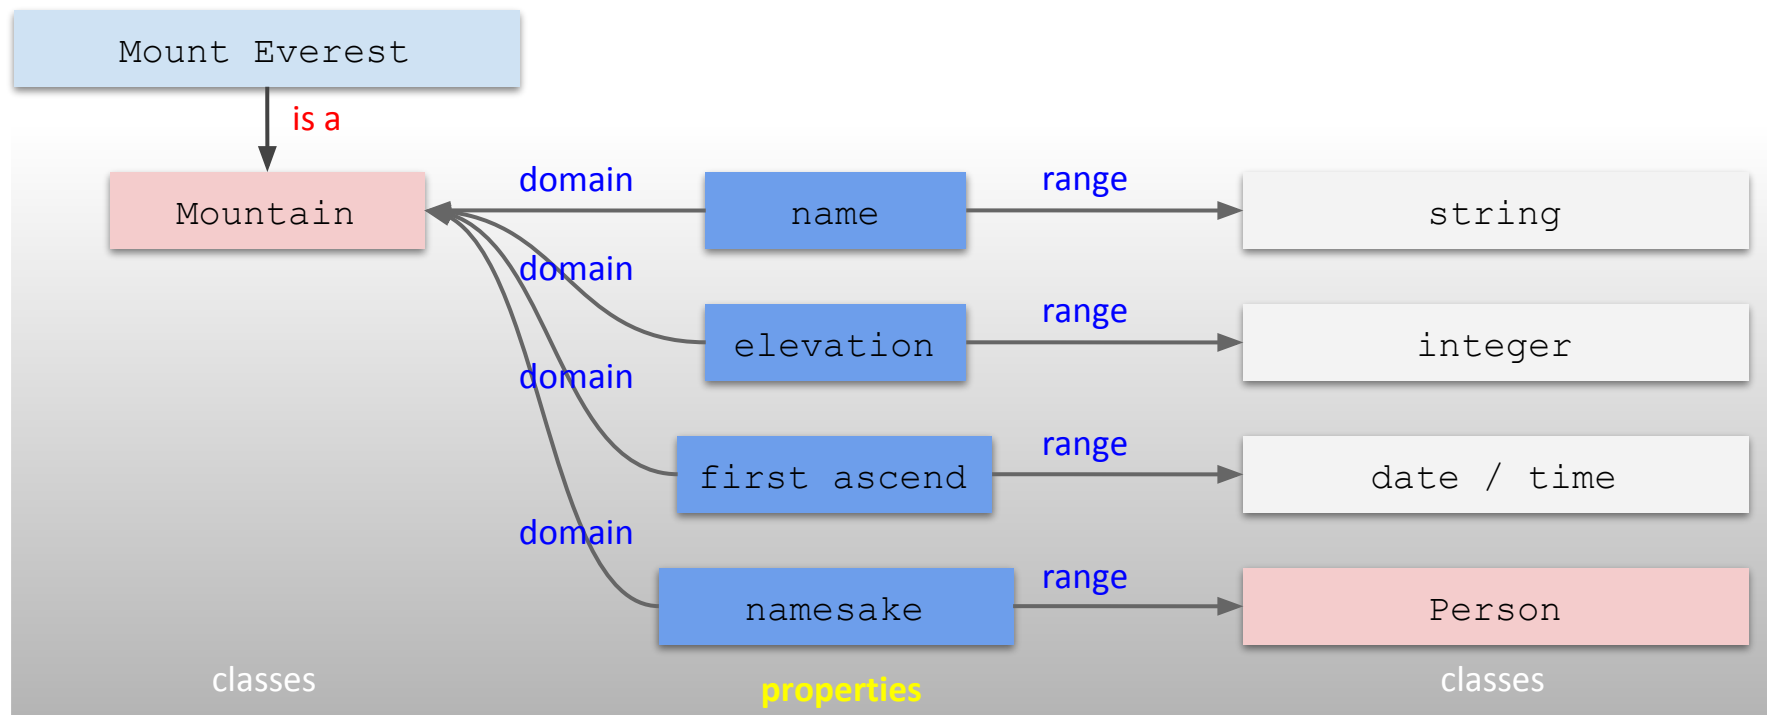 Mount Everest
is a
Mountain
domain
name
range
string
domain
elevation
range
integer
domain
first ascend
range
date / time
domain
namesake
range
Person
classes
properties
classes